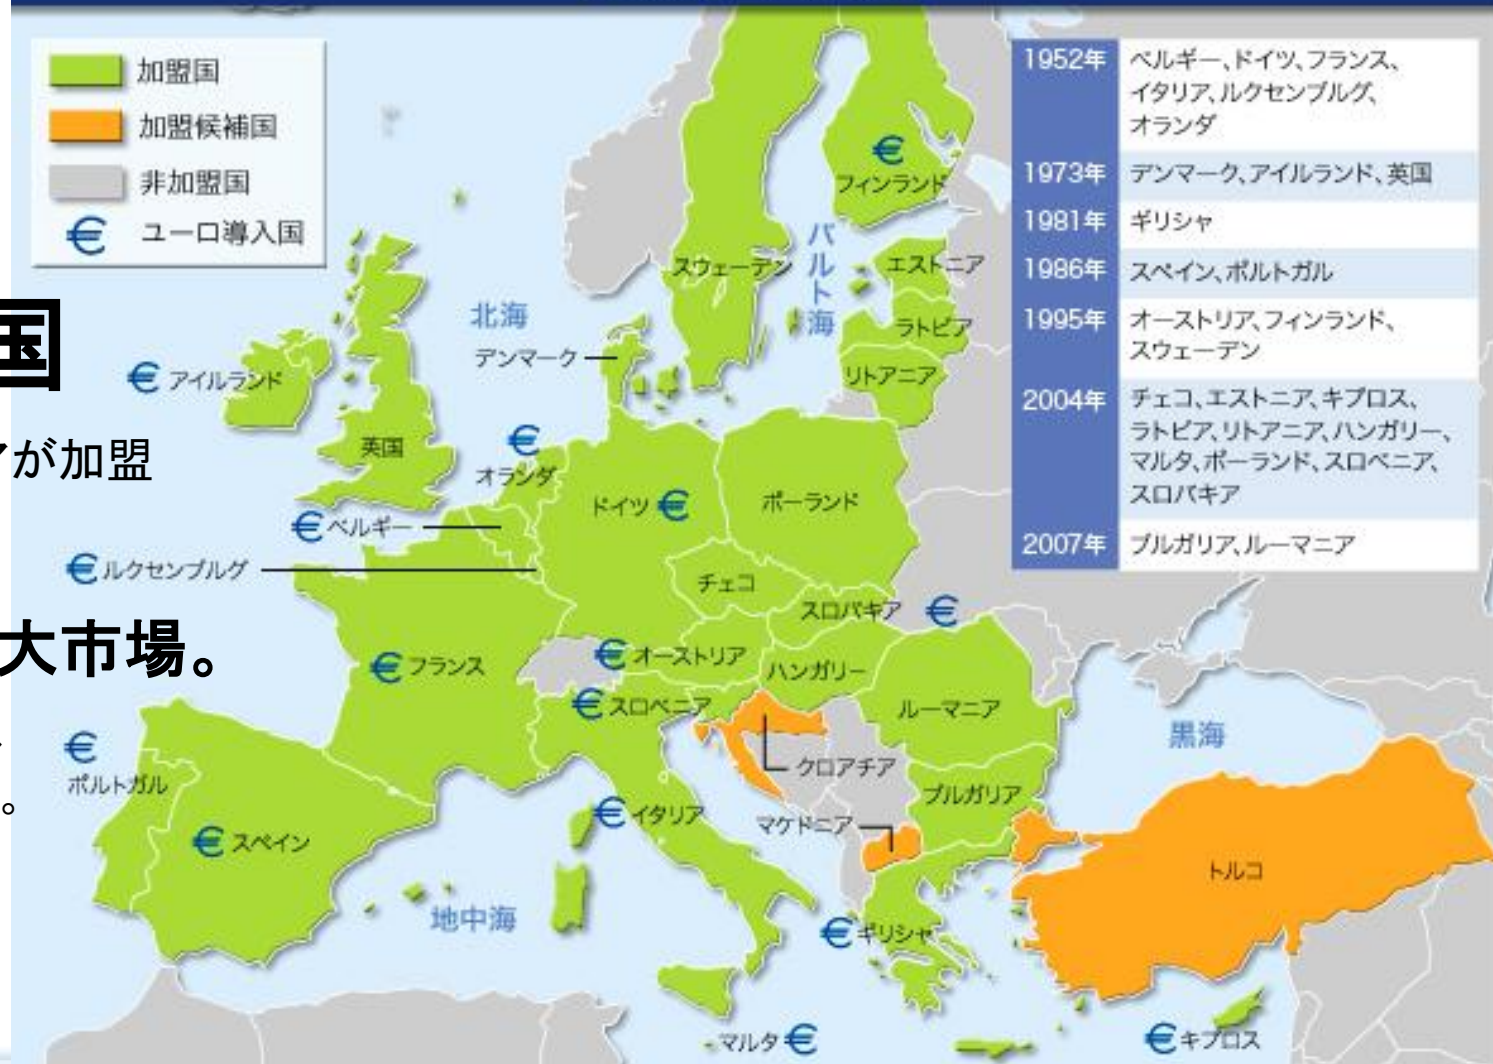 加盟国
加盟候補国
非加盟国
€ ユーロ導入国
1952年 ベルギー、ドイツ、フランス、
イタリア、ルクセンブルグ、
オランダ
1973年 デンマーク、アイルランド、英国
1981年 ギリシャ
1986年 スペイン、ポルトガル
1995年 オーストリア、フィンランド、
スウェーデン
2004年 チェコ、エストニア、キプロス、
ラトビア、リトアニア、ハンガリー、
マルタ、ポーランド、スロベニア、
スロバキア
2007年 ブルガリア、ルーマニア
国
が加盟
大市場。
。
€
フィンランド
スウェーデン
バルト海
エストニア
ラトビア
リトアニア
北海
デンマーク
€ アイルランド
英国
€
オランダ
€ ベルギー
ドイツ €
ポーランド
€ ルクセンブルグ
チェコ
スロバキア €
€ オーストリア
ハンガリー
€ フランス
€ スロベニア
ルーマニア
黒海
クロアチア
€
ポルトガル
ブルガリア
€ イタリア
マケドニア
€ スペイン
トルコ
地中海
€ ギリシャ
マルタ €
€ キプロス